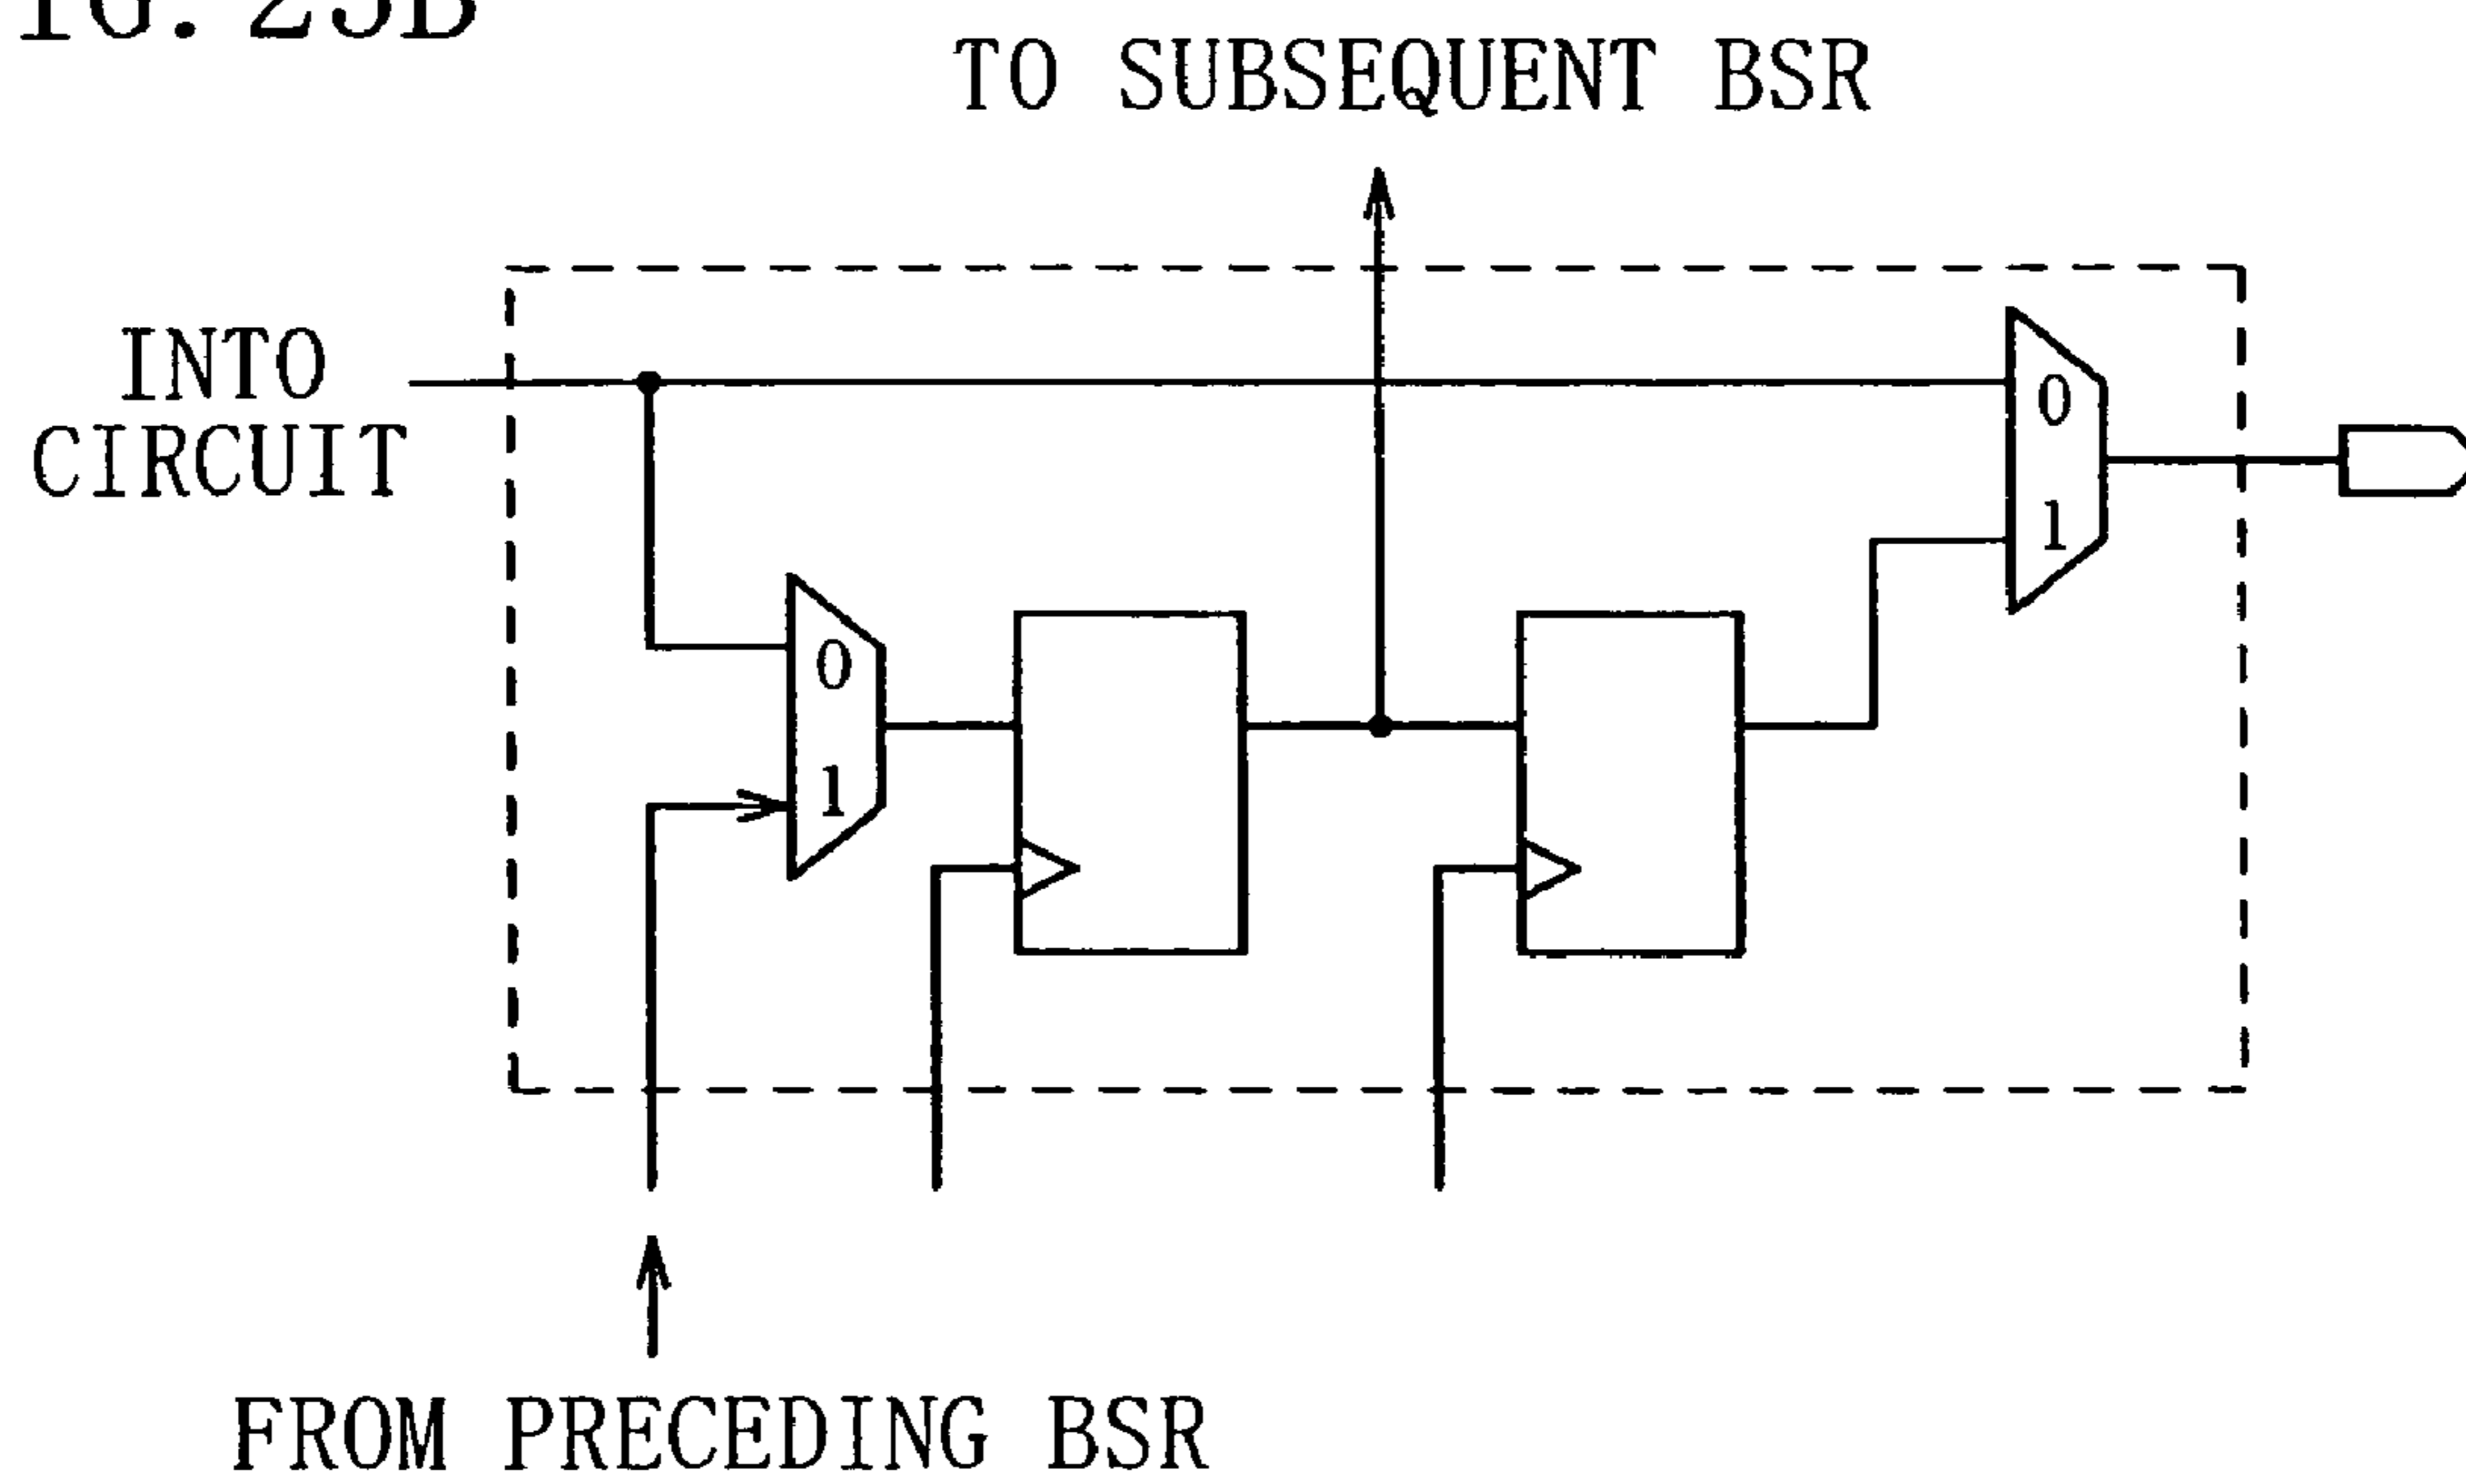 TO SUBSEQUENT BSR
INTO
CIRCUIT
0
1
0
1
FROM PRECEDING BSR